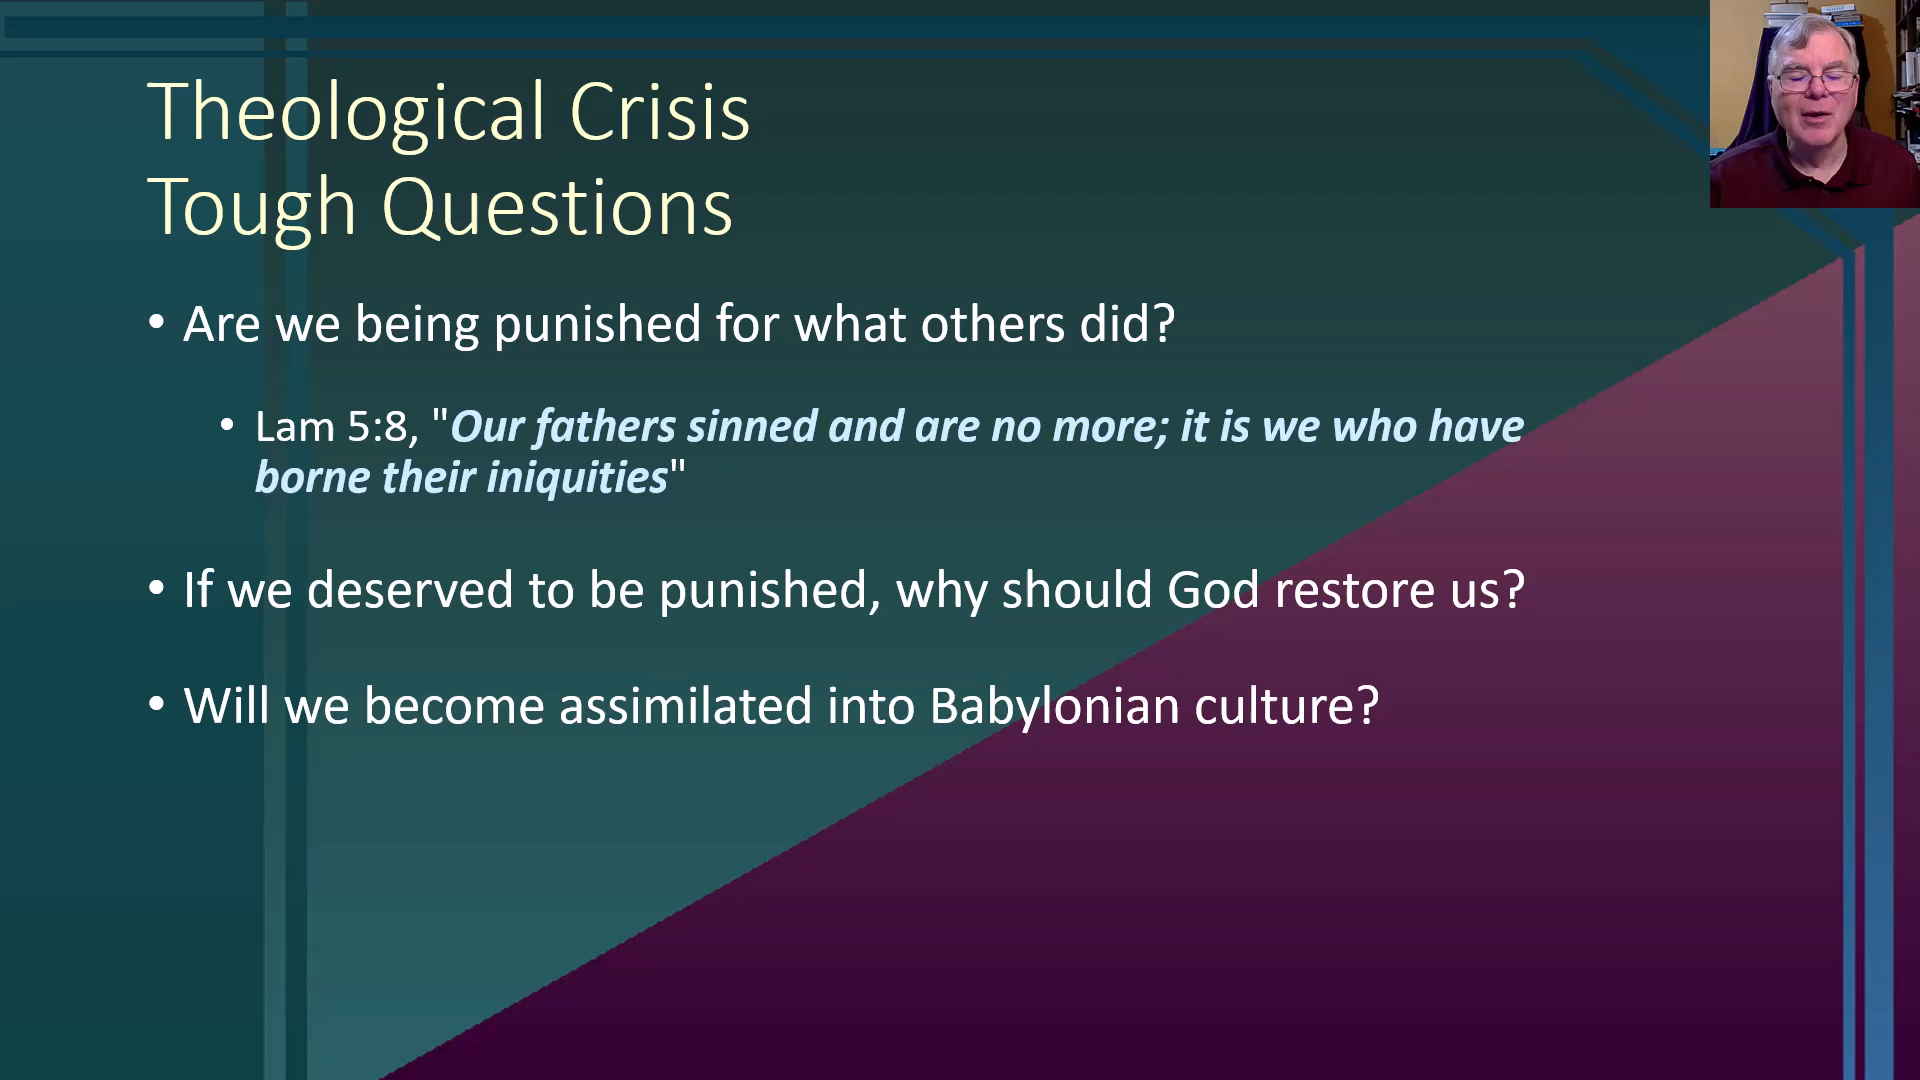 Theological Crisis
Tough Questions
• Are we being punished for what others did?
• Lam 5:8, "Our fathers sinned and are no more; it is we who have
borne their iniquities"
• If we deserved to be punished, why should God restore us?
• Will we become assimilated into Babylonian culture?